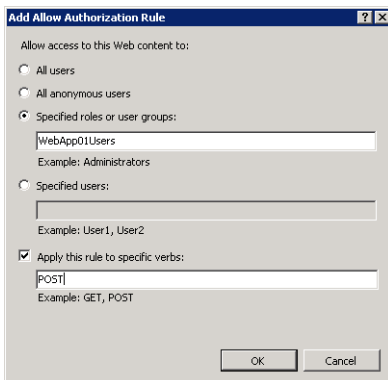 Add Allow Authorization Rule
Allow access to this Web content to:
All users
All anonymous users
Specified roles or user groups:
WebApp01Users
Example: Administrators
Specified users:
Example: User1, User2
Apply this rule to specific verbs:
POST
Example: GET, POST
OK Cancel